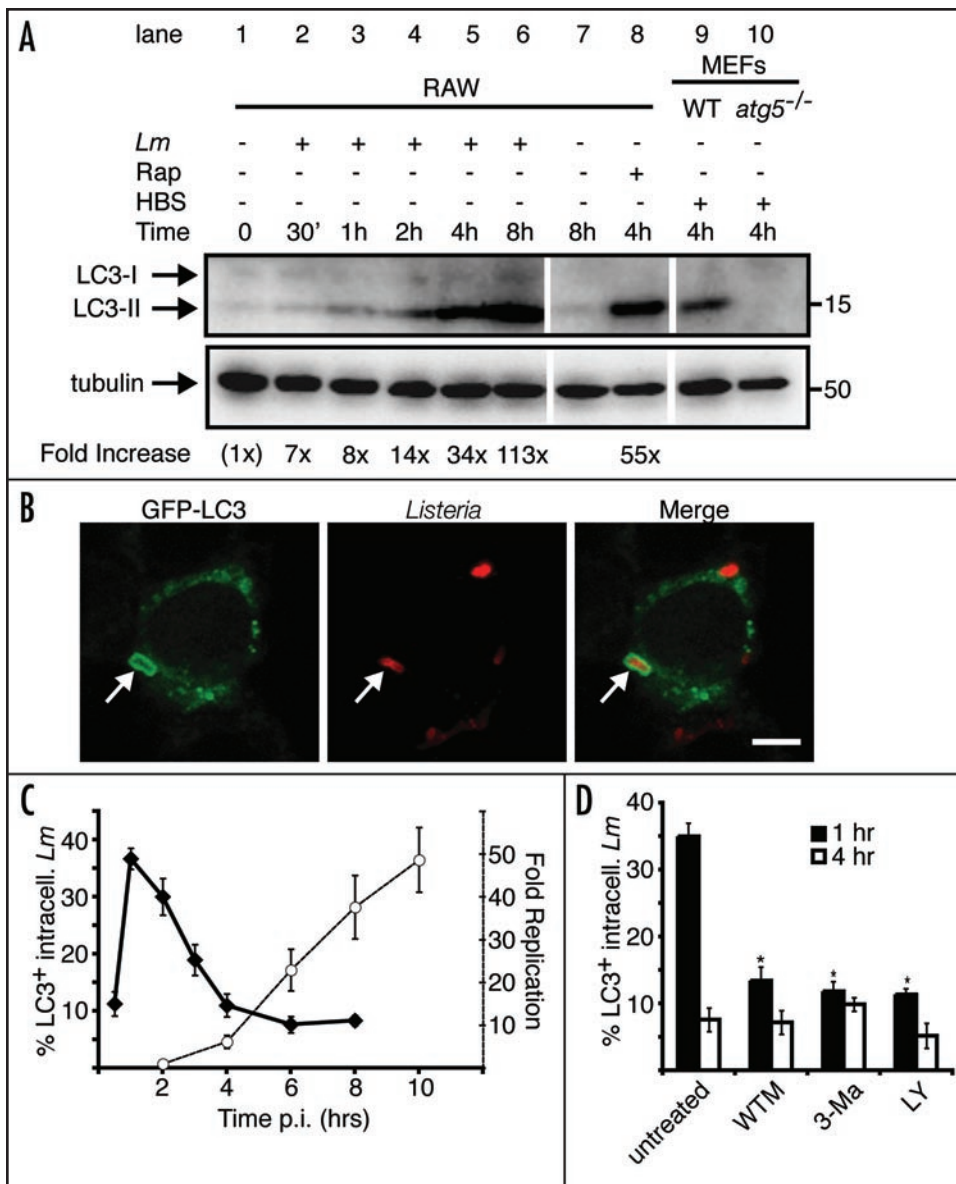 A
lane 1 2 3 4 5 6 7 8 9 10
MEFs
RAW WT atg5-/-
Lm - + + + + + - - - -
Rap - - - - - - - + - -
HBS - - - - - - - - + +
Time 0 30' 1h 2h 4h 8h 8h 4h 4h 4h
LC3-I
LC3-II 15
tubulin 50
Fold Increase (1x) 7x 8x 14x 34x 113x 55x
B
GFP-LC3 Listeria Merge
C
% LC3+ intracell. Lm
40
30
20
10
Fold Replication
50
40
30
20
10
2 4 6 8 10
Time p.i. (hrs)
D
% LC3+ intracell. Lm
40
30
20
10
0
1 hr
4 hr
* * *
untreated WTM 3-Ma LY